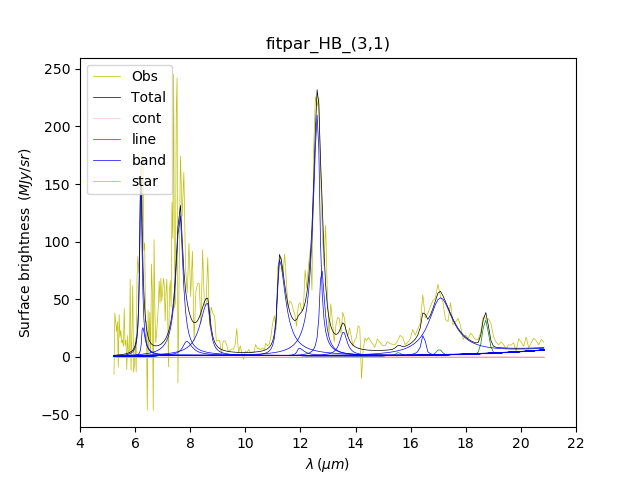 fitpar_HB_(3,1)
Surface brightness (MJy/sr)
250
200
150
100
50
0
−50
Obs
Total
cont
line
band
star
4 6 8 10 12 14 16 18 20 22
λ (μm)